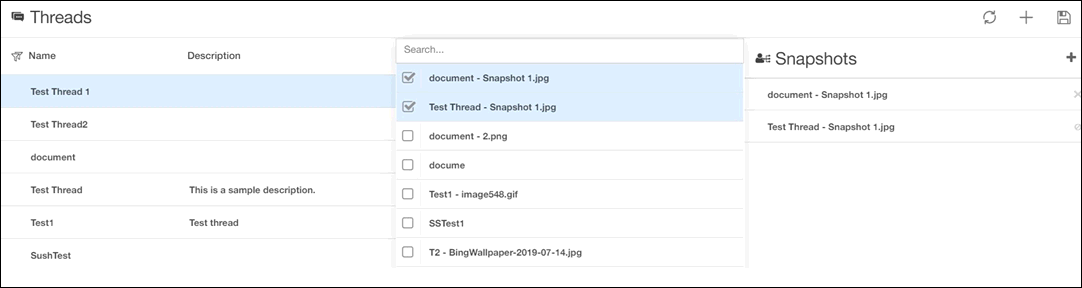 Threads
Name Description
Test Thread 1
Test Thread2
document
Test Thread This is a sample description.
Test1 Test thread
SushTest
Search...
document - Snapshot 1.jpg
Test Thread - Snapshot 1.jpg
document - 2.png
docume
Test1 - image548.gif
SSTest1
T2 - BingWallpaper-2019-07-14.jpg
Snapshots
document - Snapshot 1.jpg
Test Thread - Snapshot 1.jpg